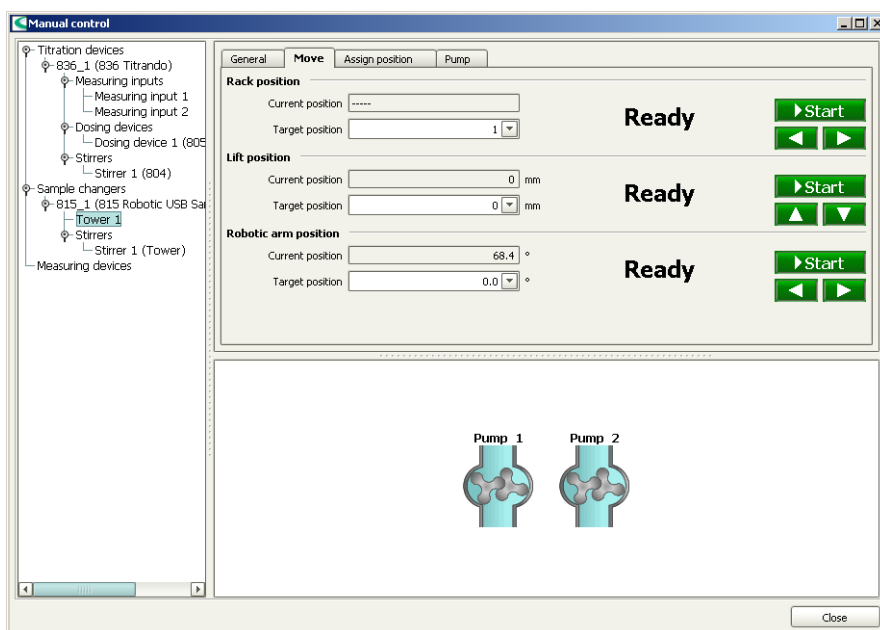 Manual control
Titration devices
836_1 (836 Titrando)
Measuring inputs
Measuring input 1
Measuring input 2
Dosing devices
Dosing device 1 (805
Stirrers
Stirrer 1 (804)
Sample changers
815_1 (815 Robotic USB Sa
Tower 1
Stirrers
Stirrer 1 (Tower)
Measuring devices
General Move Assign position Pump
Rack position
Current position -----
Target position 1
Ready
Start
Lift position
Current position 0 mm
Target position 0 mm
Ready
Start
Robotic arm position
Current position 68.4 °
Target position 0.0 °
Ready
Start
Pump 1 Pump 2
Close